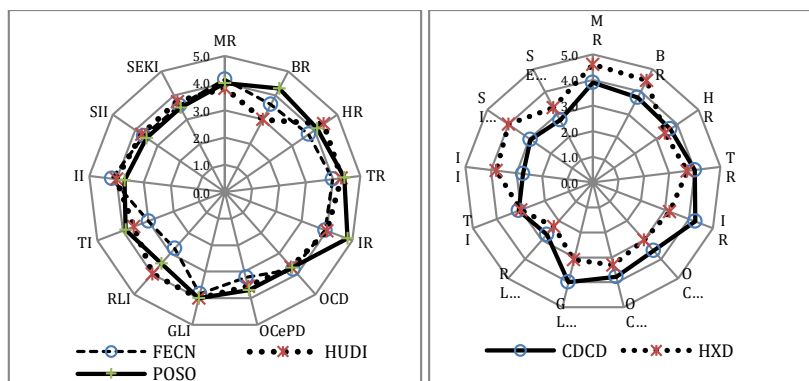 MR
BR
HR
TR
IR
OCD
OCePD
GLI
RLI
TI
II
SII
SEKI
5.0
4.0
3.0
2.0
1.0
0.0
FECN
HUDI
POSO
M
R
B
R
H
R
T
R
I
R
O
C...
O
C...
G
L...
R
L...
T
I
I
I
S
I...
S
E...
5.0
4.0
3.0
2.0
1.0
0.0
CDCD
HXD